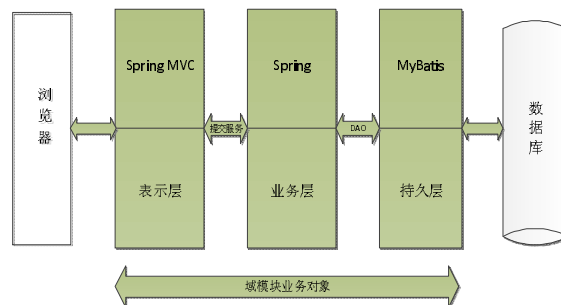 浏览器
Spring MVC
表示层
提交服务
Spring
业务层
DAO
MyBatis
持久层
数据库
域模块业务对象